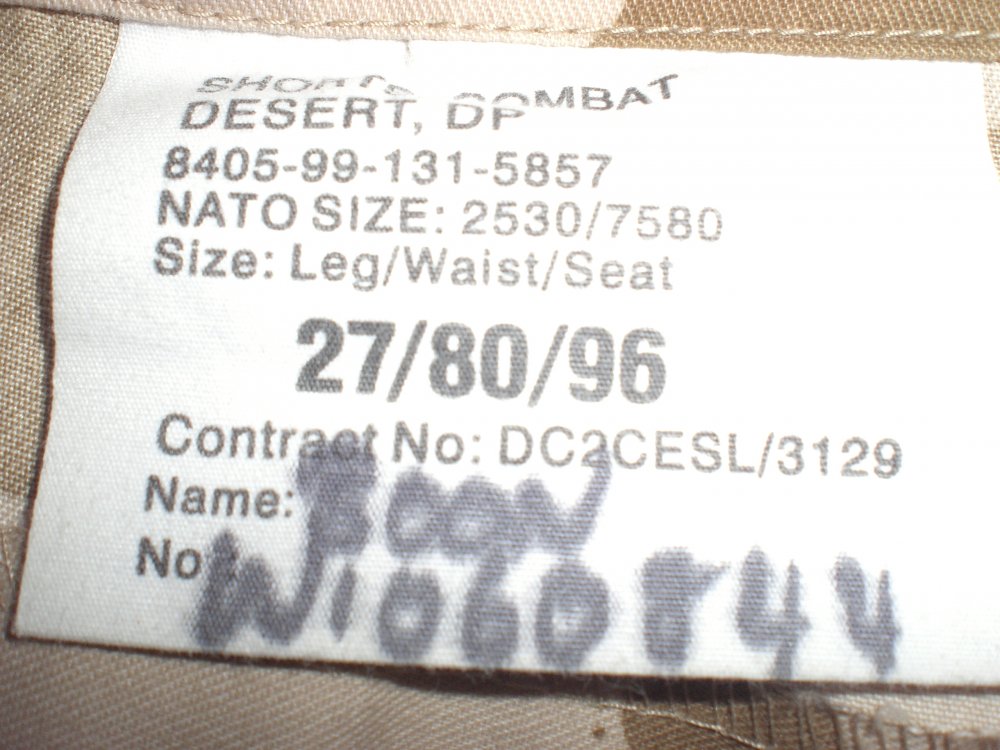 SHORTS COMBAT
DESERT, DP
8405-99-131-5857
NATO SIZE: 2530/7580
Size: Leg/Waist/Seat
27/80/96
Contract No: DC2CESL/3129
Name:
No: